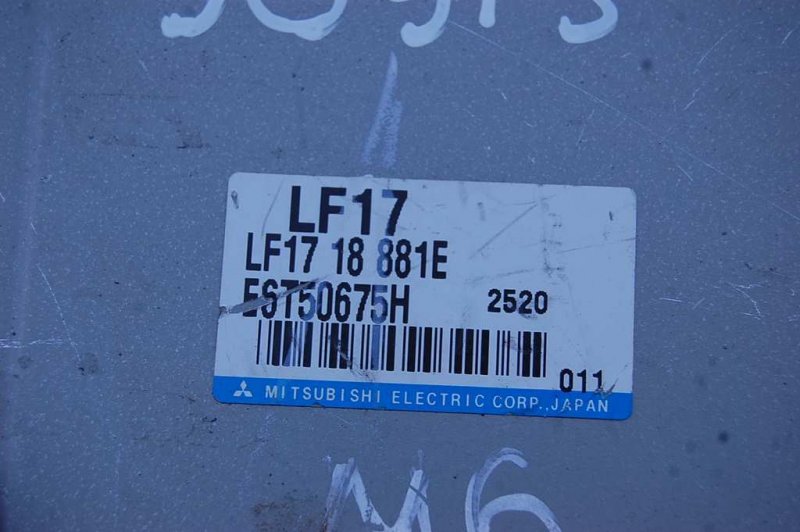 LF17
LF17 18 881E
E6T50675H 2520
011
MITSUBISHI ELECTRIC CORP., JAPAN
M6